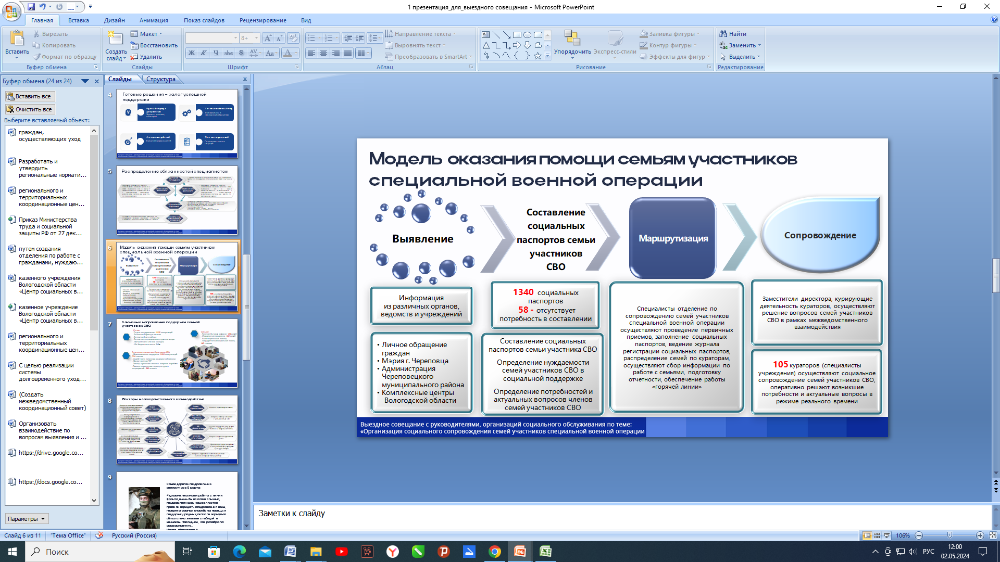 1 презентация_для_выездного совещания - Microsoft PowerPoint
Главная
Вставка
Дизайн
Анимация
Показ слайдов
Рецензирование
Вид
Вставить
Вырезать
Копировать
Формат по образцу
Буфер обмена
Создать слайд
Макет
Восстановить
Удалить
Слайды
8+
Ж К Ч abc S AV Aa A
Шрифт
Направление текста
Выровнять текст
Преобразовать в SmartArt
Абзац
Упорядочить
Экспресс-стили
Заливка фигуры
Контур фигуры
Эффекты для фигур
Рисование
Найти
Заменить
Выделить
Редактирование
Буфер обмена (24 из 24)
Вставить все
Очистить все
Выберите вставляемый объект:
граждан,
осуществляющих уход
Разработать и
утвердить
региональные нормати...
регионального и
территориальных
координационные цен...
Приказ Министерства
труда и социальной
защиты РФ от 27 дек...
путем создания
отделения по работе с
гражданами, нуждаю...
казенного учреждения
Вологодской области
«Центр социальных в...
казенное учреждение
Вологодской области
«Центр социальных в...
регионального и
территориальных
координационные цен...
С целью реализации
системы
долговременного уход...
(Создать
межведомственный
координационный совет)
Организовать
взаимодействие по
вопросам выявления и ...
https://drive.google.co...
https://docs.google.co...
Параметры
Слайды
Структура
4
Готовые решения – залог успешной
поддержки
5
Распределение обязанностей специалистов
6
Модель оказания помощи семьям участников
специальной военной операции
7
Ключевые направления поддержки семьей
участников СВО
8
Векторы межведомственного взаимодействия
9
Модель оказания помощи семьям участников
специальной военной операции
Выявление
Составление
социальных
паспортов семьи
участников
СВО
Маршрутизация
Сопровождение
Информация
из различных органов,
ведомств и учреждений
• Личное обращение
граждан
• Мэрия г. Череповца
• Администрация
Череповецкого
муниципального района
• Комплексные центры
Вологодской области
1340 социальных
паспортов
58 - отсутствует
потребность в составлении
Составление социальных
паспортов семьи участника СВО
Определение нуждаемости
семей участников СВО в
социальной поддержке
Определение потребностей и
актуальных вопросов членов
семей участников СВО
Специалисты отделение по
сопровождению семей участников
специальной военной операции
осуществляют проведение первичных
приемов, заполнение социальных
паспортов, ведение журнала
регистрации социальных паспортов,
распределение семей по кураторам,
осуществляют сбор информации по
работе с семьями, подготовку
отчетности, обеспечение работы
«горячей линии»
Заместители директора, курирующие
деятельность кураторов, осуществляют
решение вопросов семей участников
СВО в рамках межведомственного
взаимодействия
105 кураторов (специалисты
учреждения) осуществляют социальное
сопровождение семей участников СВО,
оперативно решают возникшие
потребности и актуальные вопросы в
режиме реального времени
Выездное совещание с руководителями, организаций социального обслуживания по теме:
«Организация социального сопровождения семей участников специальной военной операции
Заметки к слайду
Слайд 6 из 11
"Тема Office"
Русский (Россия)
106%
Поиск
РУС
12:00
02.05.2024